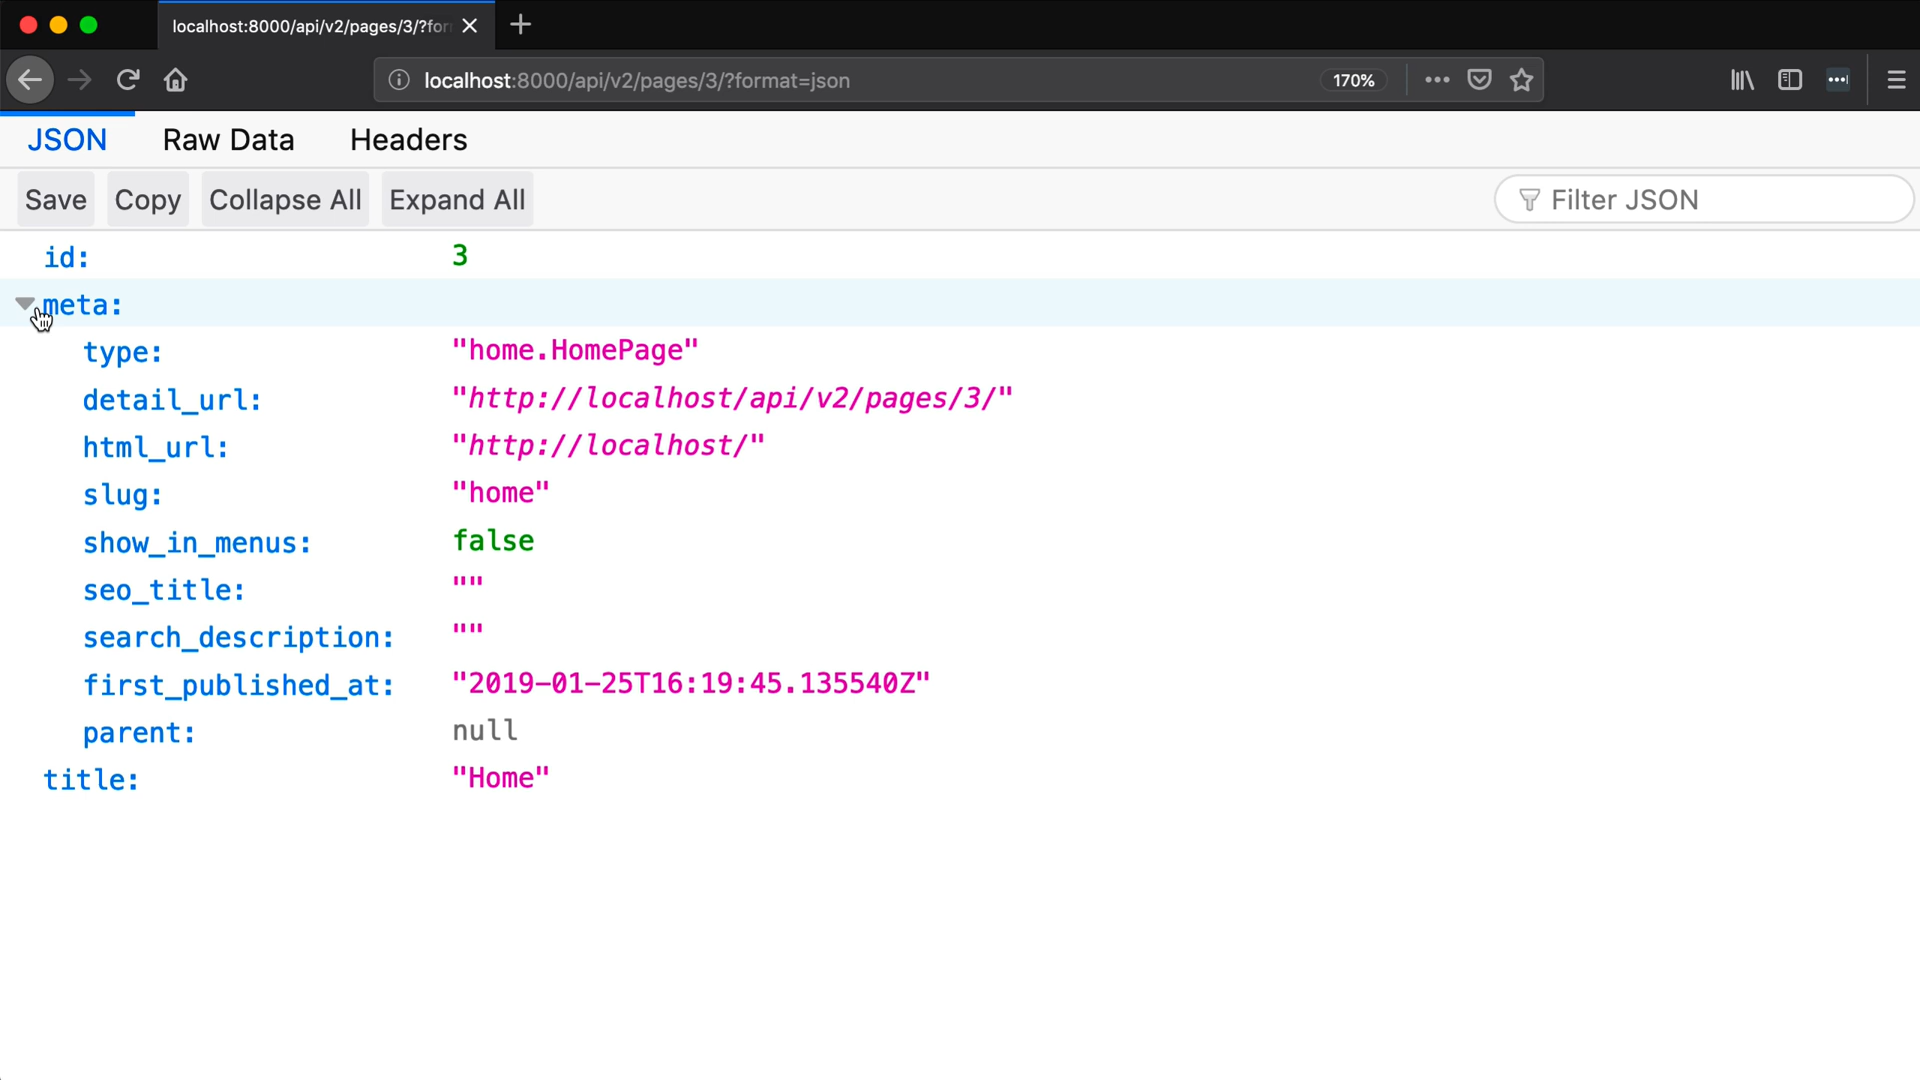 localhost:8000/api/v2/pages/3/?for
localhost:8000/api/v2/pages/3/?format=json 170%
JSON Raw Data Headers
Save Copy Collapse All Expand All Filter JSON
id: 3
meta:
type: "home.HomePage"
detail_url: "http://localhost/api/v2/pages/3/"
html_url: "http://localhost/"
slug: "home"
show_in_menus: false
seo_title: ""
search_description: ""
first_published_at: "2019-01-25T16:19:45.135540Z"
parent: null
title: "Home"